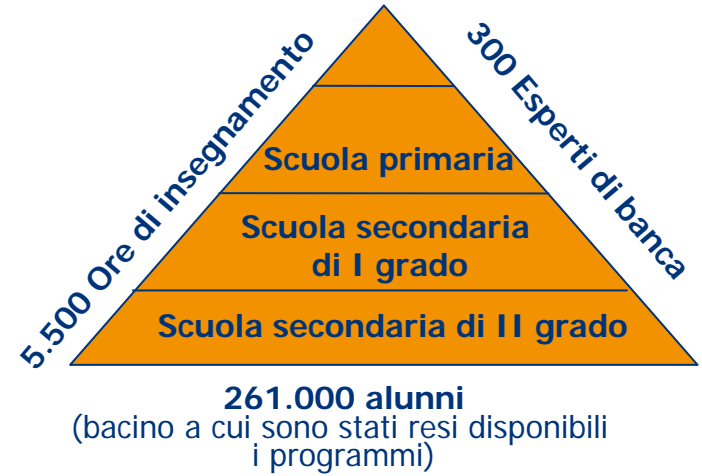 5.500 Ore di insegnamento
300 Esperti di banca
Scuola primaria
Scuola secondaria
di I grado
Scuola secondaria di II grado
261.000 alunni
(bacino a cui sono stati resi disponibili
i programmi)